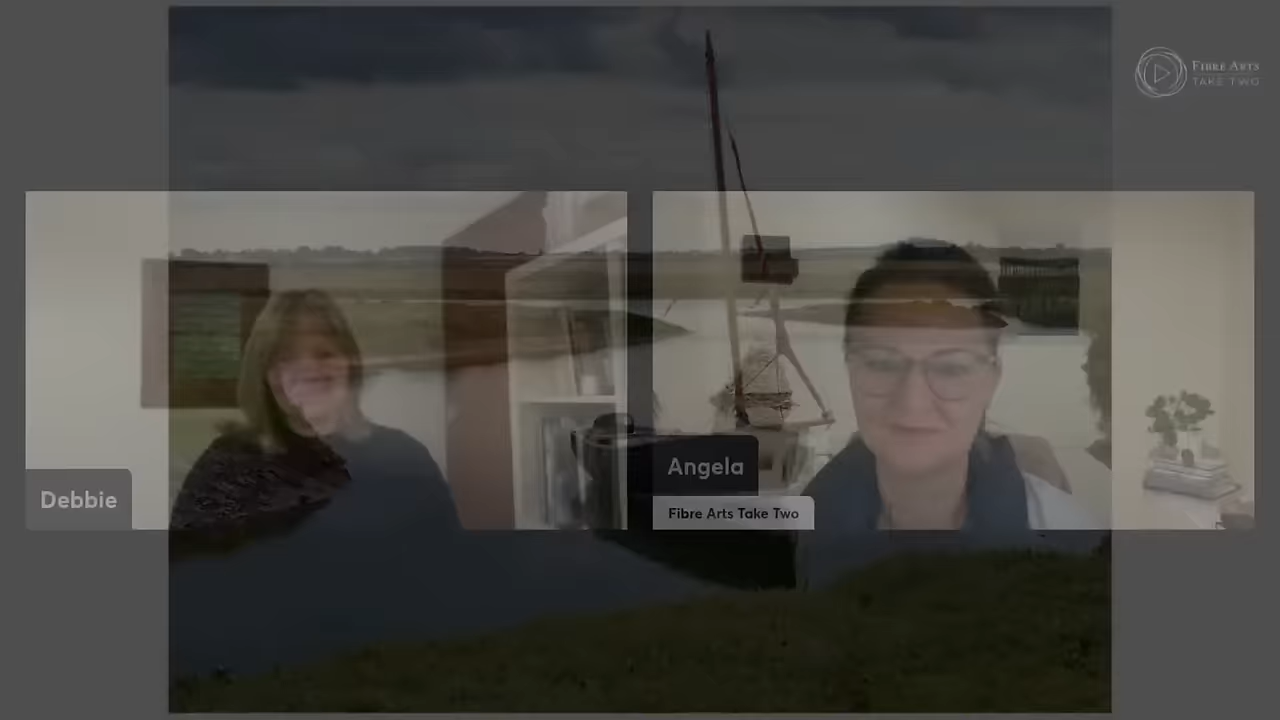 FIBRE ARTS
TAKE TWO
Debbie
Angela
Fibre Arts Take Two